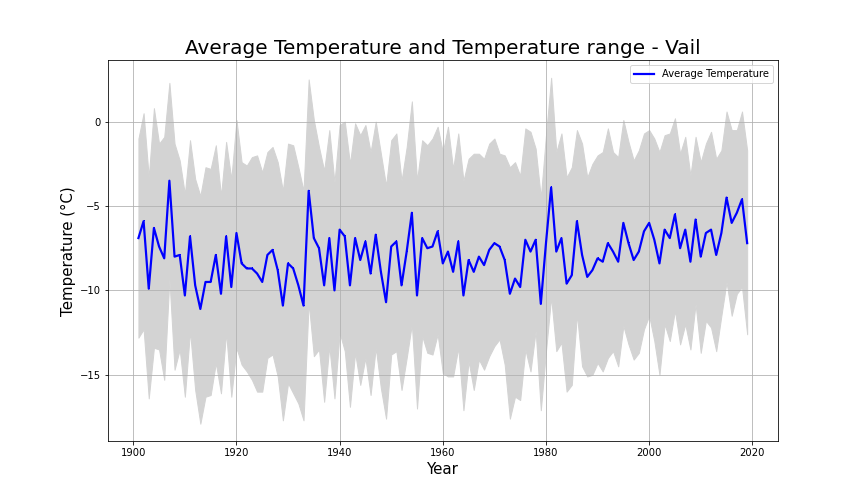 Average Temperature and Temperature range - Vail
Average Temperature
Temperature (°C)
0
−5
−10
−15
1900
1920
1940
1960
1980
2000
2020
Year